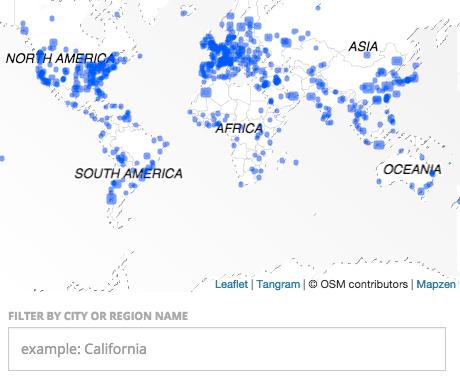 ASIA
NORTH AMERICA
AFRICA
OCEANIA
SOUTH AMERICA
Leaflet | Tangram | © OSM contributors | Mapzen
FILTER BY CITY OR REGION NAME
example: California